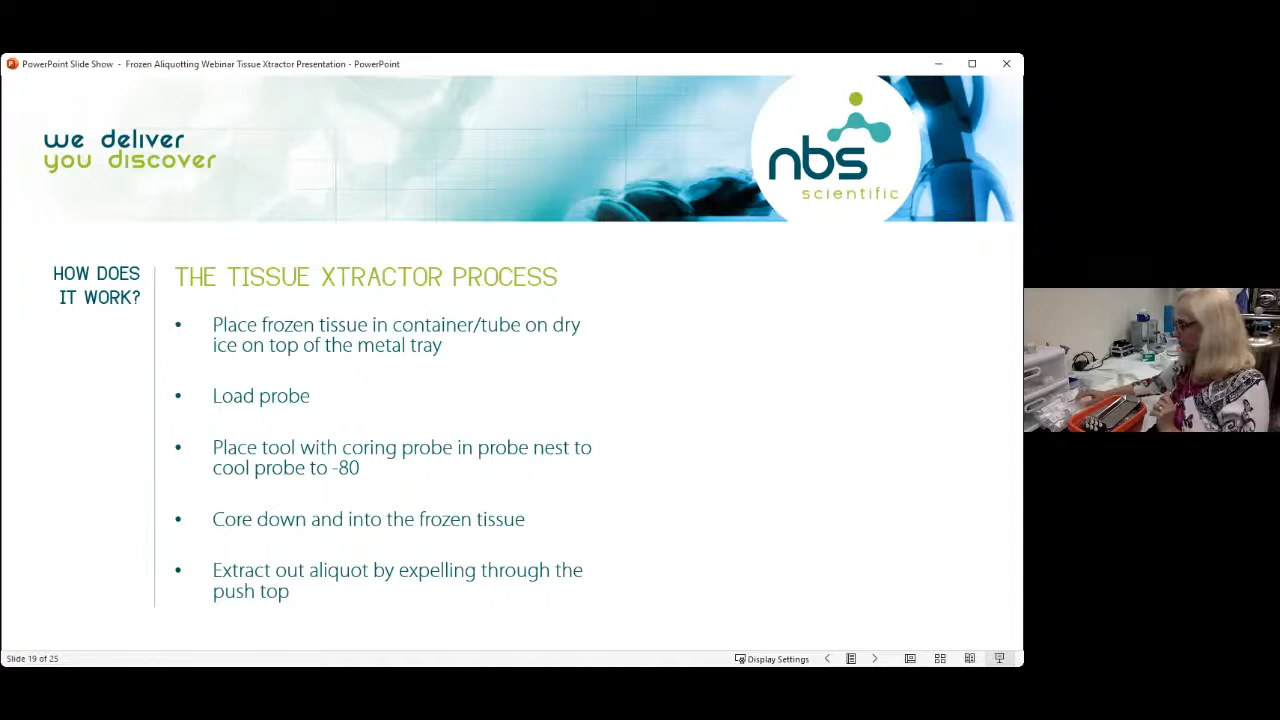 PowerPoint Slide Show - Frozen Aliquotting Webinar Tissue Xtractor Presentation - PowerPoint
we deliver
you discover
nbs
scientific
HOW DOES
IT WORK?
THE TISSUE XTRACTOR PROCESS
• Place frozen tissue in container/tube on dry
ice on top of the metal tray
• Load probe
• Place tool with coring probe in probe nest to
cool probe to -80
• Core down and into the frozen tissue
• Extract out aliquot by expelling through the
push top
Slide 19 of 25
Display Settings